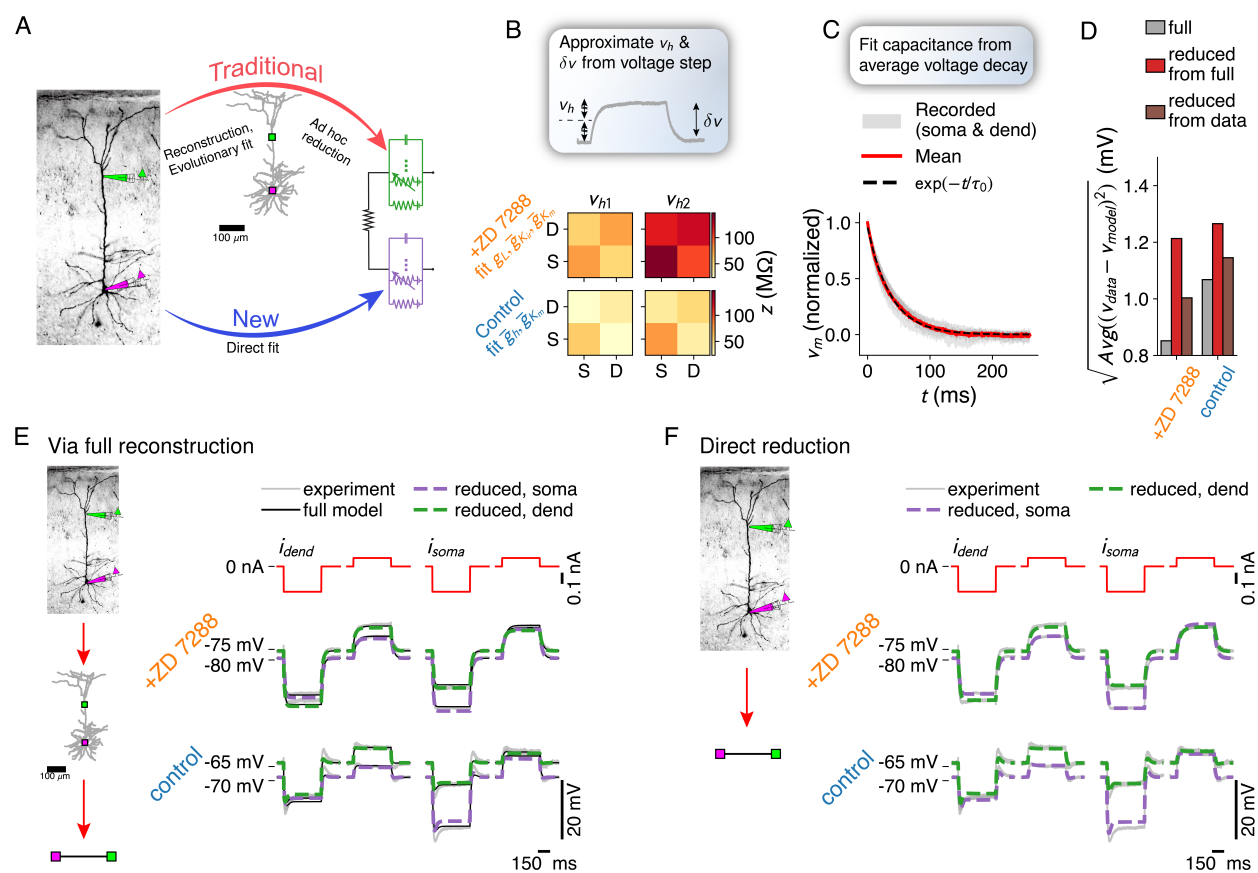 A
Traditional
Reconstruction,
Evolutionary fit
Ad hoc
reduction
100 μm
New
Direct fit
B
Approximate v_h &
δv from voltage step
v_h
δv
v_h1
v_h2
+ZD 7288
fit g_L, g̅_{K_u}, g̅_{K_m}
D
S
100
50
z (MΩ)
Control
fit g̅_h, g̅_{K_m}
D
S
100
50
S
D
S
D
C
Fit capacitance from
average voltage decay
Recorded
(soma & dend)
Mean
exp(−t/τ₀)
v_m (normalized)
1.0
0.5
0.0
0
100
200
t (ms)
D
full
reduced
from full
reduced
from data
√Avg((v_data − v_model)²) (mV)
1.4
1.2
1.0
0.8
+ZD 7288
control
E
Via full reconstruction
experiment
full model
reduced, soma
reduced, dend
i_dend
i_soma
0 nA
0.1 nA
+ZD 7288
-75 mV
-80 mV
control
-65 mV
-70 mV
100 μm
20 mV
150 ms
F
Direct reduction
experiment
reduced, soma
reduced, dend
i_dend
i_soma
0 nA
0.1 nA
+ZD 7288
-75 mV
-80 mV
control
-65 mV
-70 mV
20 mV
150 ms